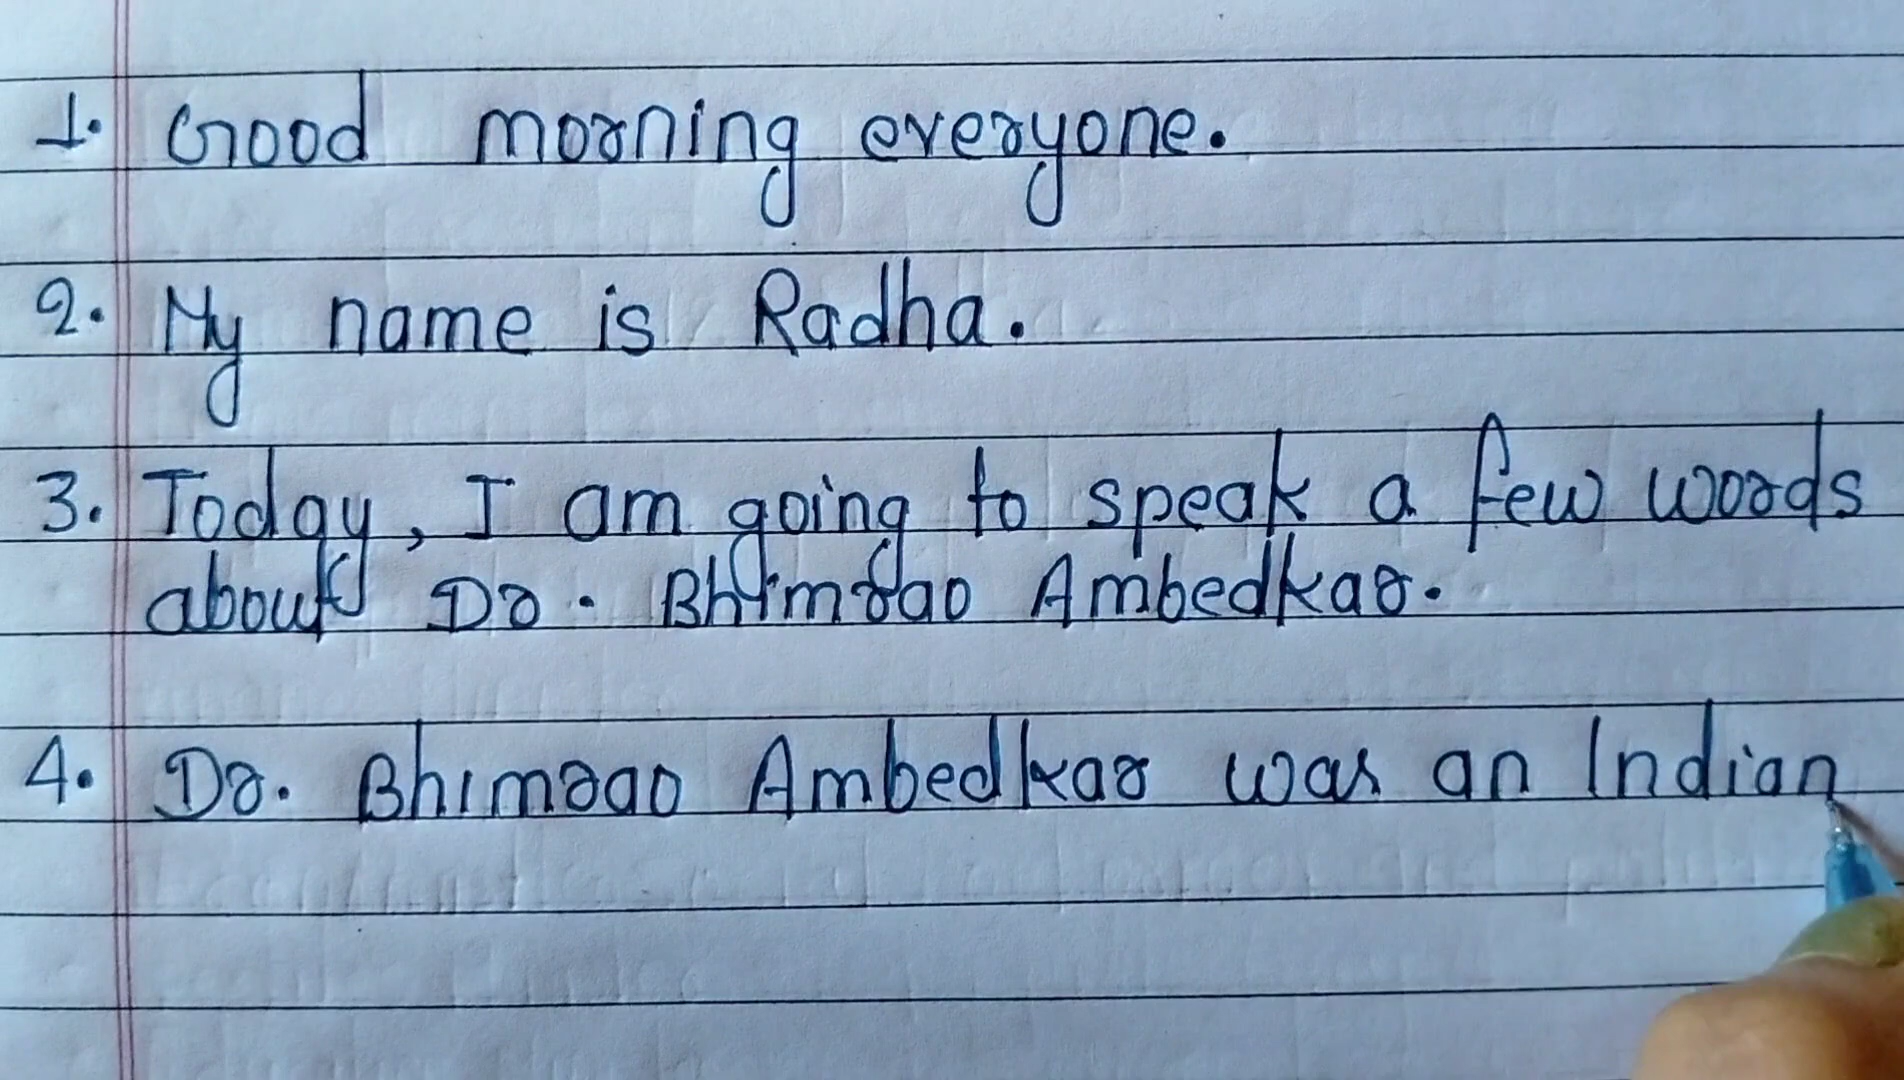 1. Good morning everyone.
2. My name is Radha.
3. Today, I am going to speak a few words
about Dr. Bhimrao Ambedkar.
4. Dr. Bhimrao Ambedkar was an Indian